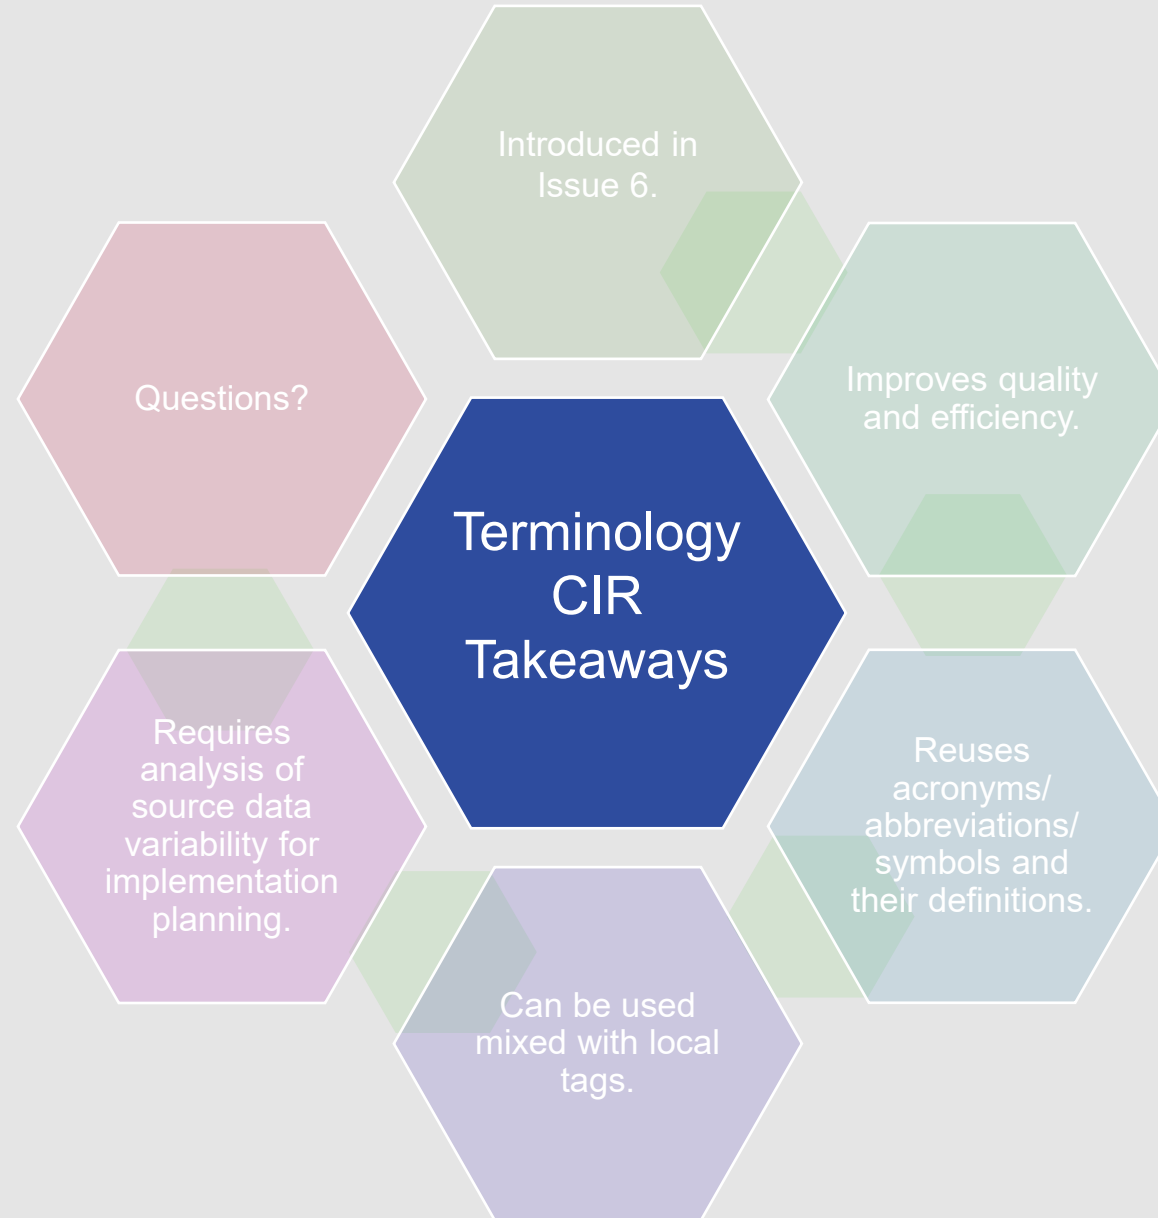 Terminology
CIR
Takeaways
Introduced in
Issue 6.
Improves quality
and efficiency.
Reuses
acronyms/
abbreviations/
symbols and
their definitions.
Can be used
mixed with local
tags.
Requires
analysis of
source data
variability for
implementation
planning.
Questions?